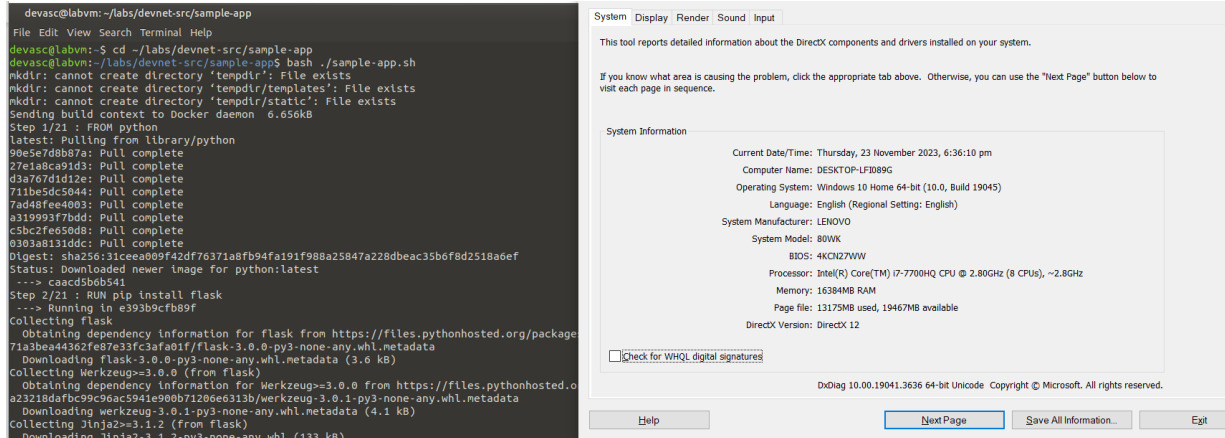 devasc@labvm: ~/labs/devnet-src/sample-app
File Edit View Search Terminal Help
devasc@labvm:~$ cd ~/labs/devnet-src/sample-app
devasc@labvm:~/labs/devnet-src/sample-app$ bash ./sample-app.sh
mkdir: cannot create directory ‘tempdir’: File exists
mkdir: cannot create directory ‘tempdir/templates’: File exists
mkdir: cannot create directory ‘tempdir/static’: File exists
Sending build context to Docker daemon  6.656kB
Step 1/21 : FROM python
latest: Pulling from library/python
90e5e7d8b87a: Pull complete
27e1a8ca91d3: Pull complete
d3a767d1d12e: Pull complete
711be5dc5044: Pull complete
7ad48fee4003: Pull complete
a319993f7bdd: Pull complete
c5bc2fe650d8: Pull complete
0303a8131ddc: Pull complete
Digest: sha256:31ceea009f42df76371a8fb94fa191f988a25847a228dbeac35b6f8d2518a6ef
Status: Downloaded newer image for python:latest
---> caacd5b6b541
Step 2/21 : RUN pip install flask
---> Running in e393b9cfb89f
Collecting flask
Obtaining dependency information for flask from https://files.pythonhosted.org/package
71a3bea44362fe87e33fc3afa01f/flask-3.0.0-py3-none-any.whl.metadata
Downloading flask-3.0.0-py3-none-any.whl.metadata (3.6 kB)
Collecting Werkzeug>=3.0.0 (from flask)
Obtaining dependency information for Werkzeug>=3.0.0 from https://files.pythonhosted.o
a23218dafbc99c96ac5941e900b71206e6313b/werkzeug-3.0.1-py3-none-any.whl.metadata
Downloading werkzeug-3.0.1-py3-none-any.whl.metadata (4.1 kB)
Collecting Jinja2>=3.1.2 (from flask)
Downloading Jinja2-3.1.2-py3-none-any.whl (133 kB)
System Display Render Sound Input
This tool reports detailed information about the DirectX components and drivers installed on your system.
If you know what area is causing the problem, click the appropriate tab above. Otherwise, you can use the "Next Page" button below to
visit each page in sequence.
System Information
Current Date/Time: Thursday, 23 November 2023, 6:36:10 pm
Computer Name: DESKTOP-LFI089G
Operating System: Windows 10 Home 64-bit (10.0, Build 19045)
Language: English (Regional Setting: English)
System Manufacturer: LENOVO
System Model: 80WK
BIOS: 4KCN27WW
Processor: Intel(R) Core(TM) i7-7700HQ CPU @ 2.80GHz (8 CPUs), ~2.8GHz
Memory: 16384MB RAM
Page file: 13175MB used, 19467MB available
DirectX Version: DirectX 12
Check for WHQL digital signatures
DxDiag 10.00.19041.3636 64-bit Unicode Copyright © Microsoft. All rights reserved.
Help Next Page Save All Information... Exit